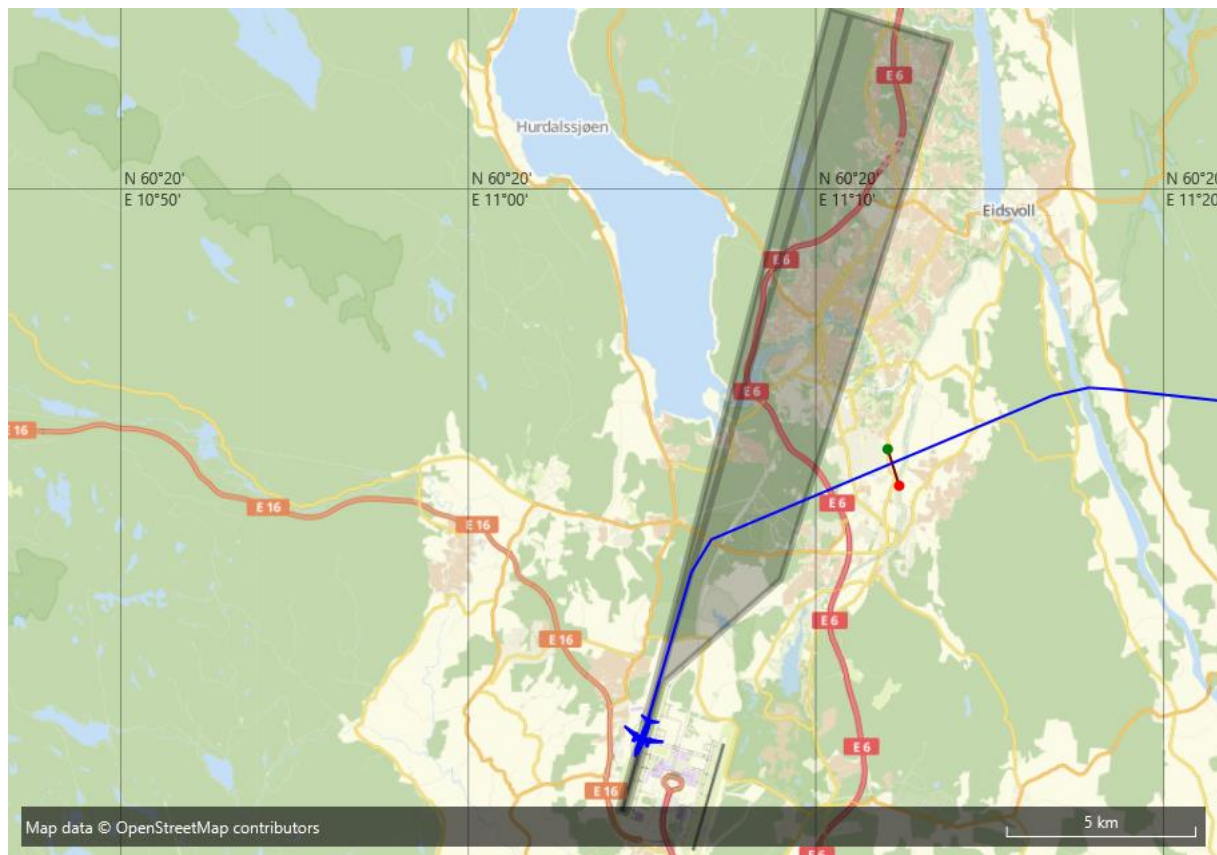 E 6
Hurdalssjøen
N 60°20'
E 10°50'
N 60°20'
E 11°00'
N 60°20'
E 11°10'
N 60°20
E 11°20
Eidsvoll
E 6
E 6
E 16
E 16
E 6
E 16
E 6
E 16
E 6
E 16
E 6
Map data © OpenStreetMap contributors
5 km